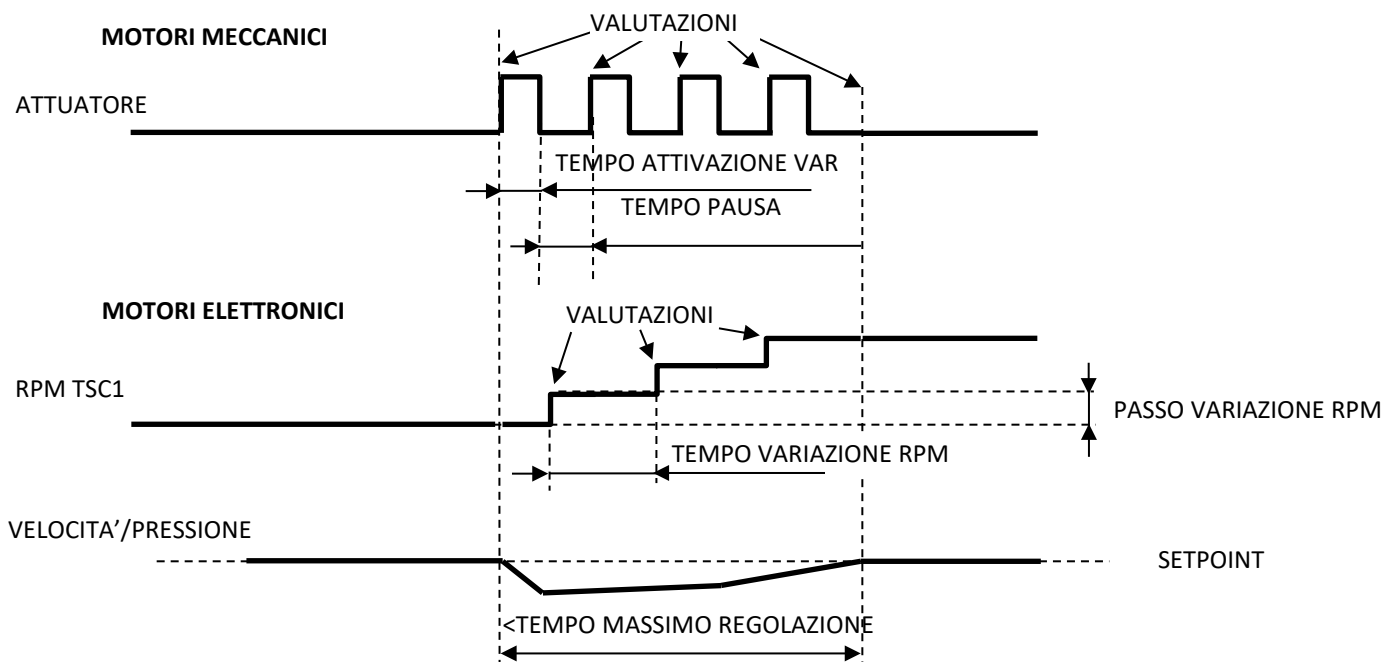 VALUTAZIONI
MOTORI MECCANICI
ATTUATORE
TEMPO ATTIVAZIONE VAR
TEMPO PAUSA
MOTORI ELETTRONICI
VALUTAZIONI
RPM TSC1
PASSO VARIAZIONE RPM
TEMPO VARIAZIONE RPM
VELOCITA’/PRESSIONE
SETPOINT
<TEMPO MASSIMO REGOLAZIONE